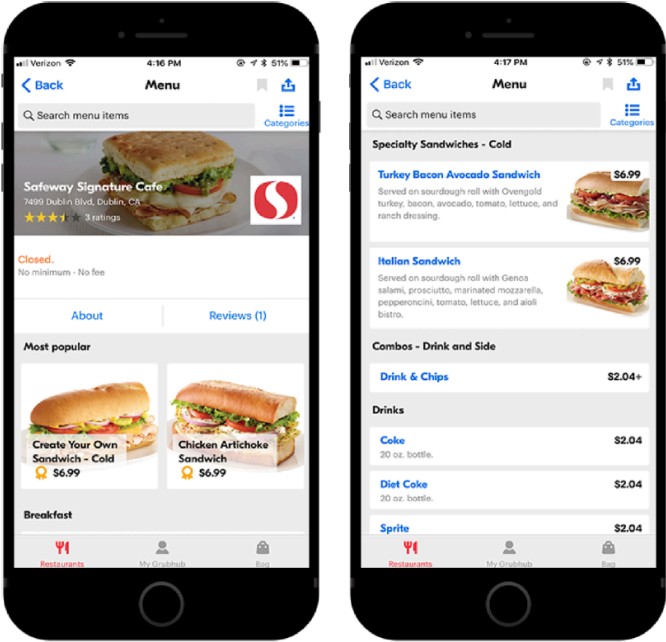 Verizon 4:16 PM 51%
Back Menu
Search menu items
Categories
Safeway Signature Cafe
7499 Dublin Blvd, Dublin, CA
3 ratings
Closed.
No minimum - No fee
About Reviews (1)
Most popular
Create Your Own
Sandwich - Cold
$6.99
Chicken Artichoke
Sandwich
$6.99
Breakfast
Restaurants My Grubhub Bag
Verizon 4:17 PM 51%
Back Menu
Search menu items
Categories
Specialty Sandwiches - Cold
Turkey Bacon Avocado Sandwich $6.99
Served on sourdough roll with Ovengold
turkey, bacon, avocado, tomato, lettuce, and
ranch dressing.
Italian Sandwich $6.99
Served on sourdough roll with Genoa
salami, prosciutto, marinated mozzarella,
pepperoncini, tomato, lettuce, and aioli
bistro.
Combos - Drink and Side
Drink & Chips $2.04+
Drinks
Coke $2.04
20 oz. bottle.
Diet Coke $2.04
20 oz. bottle.
Sprite $2.04
Restaurants My Grubhub Bag